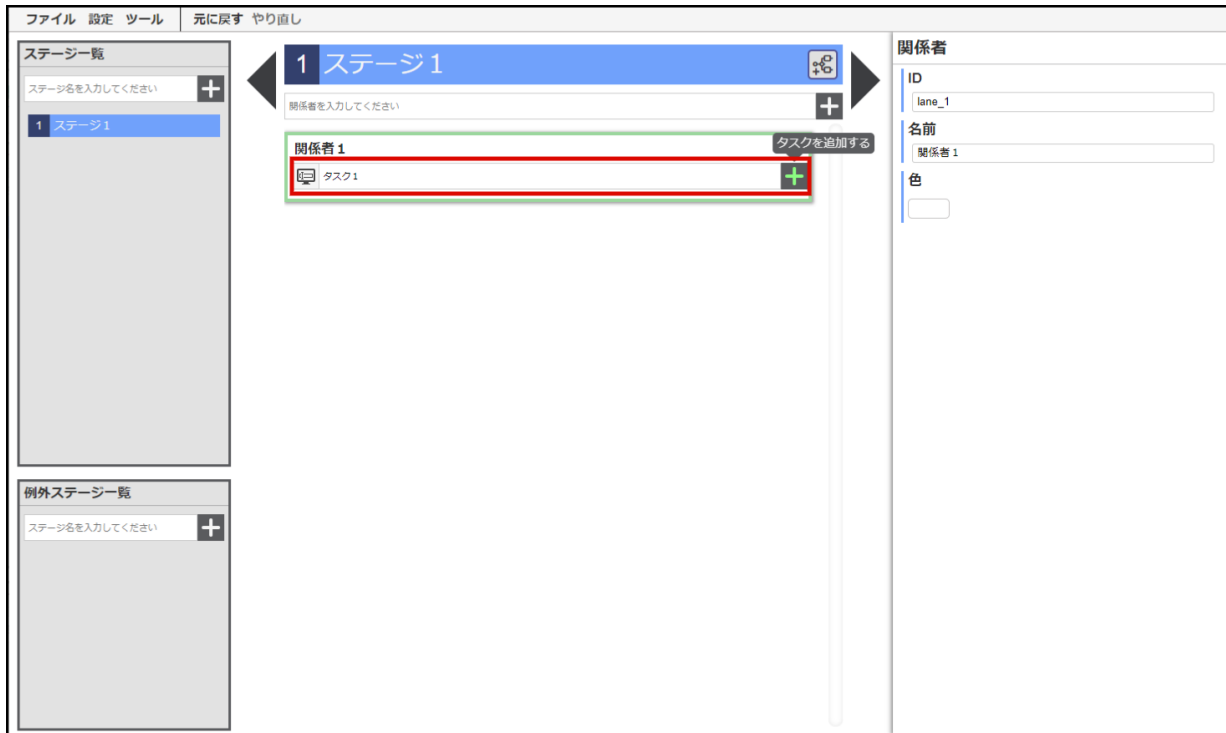 ファイル 設定 ツール 元に戻す やり直し
ステージ一覧
ステージ名を入力してください
1 ステージ1
例外ステージ一覧
ステージ名を入力してください
1 ステージ1
関係者を入力してください
関係者1
タスクを追加する
タスク1
関係者
ID
lane_1
名前
関係者1
色